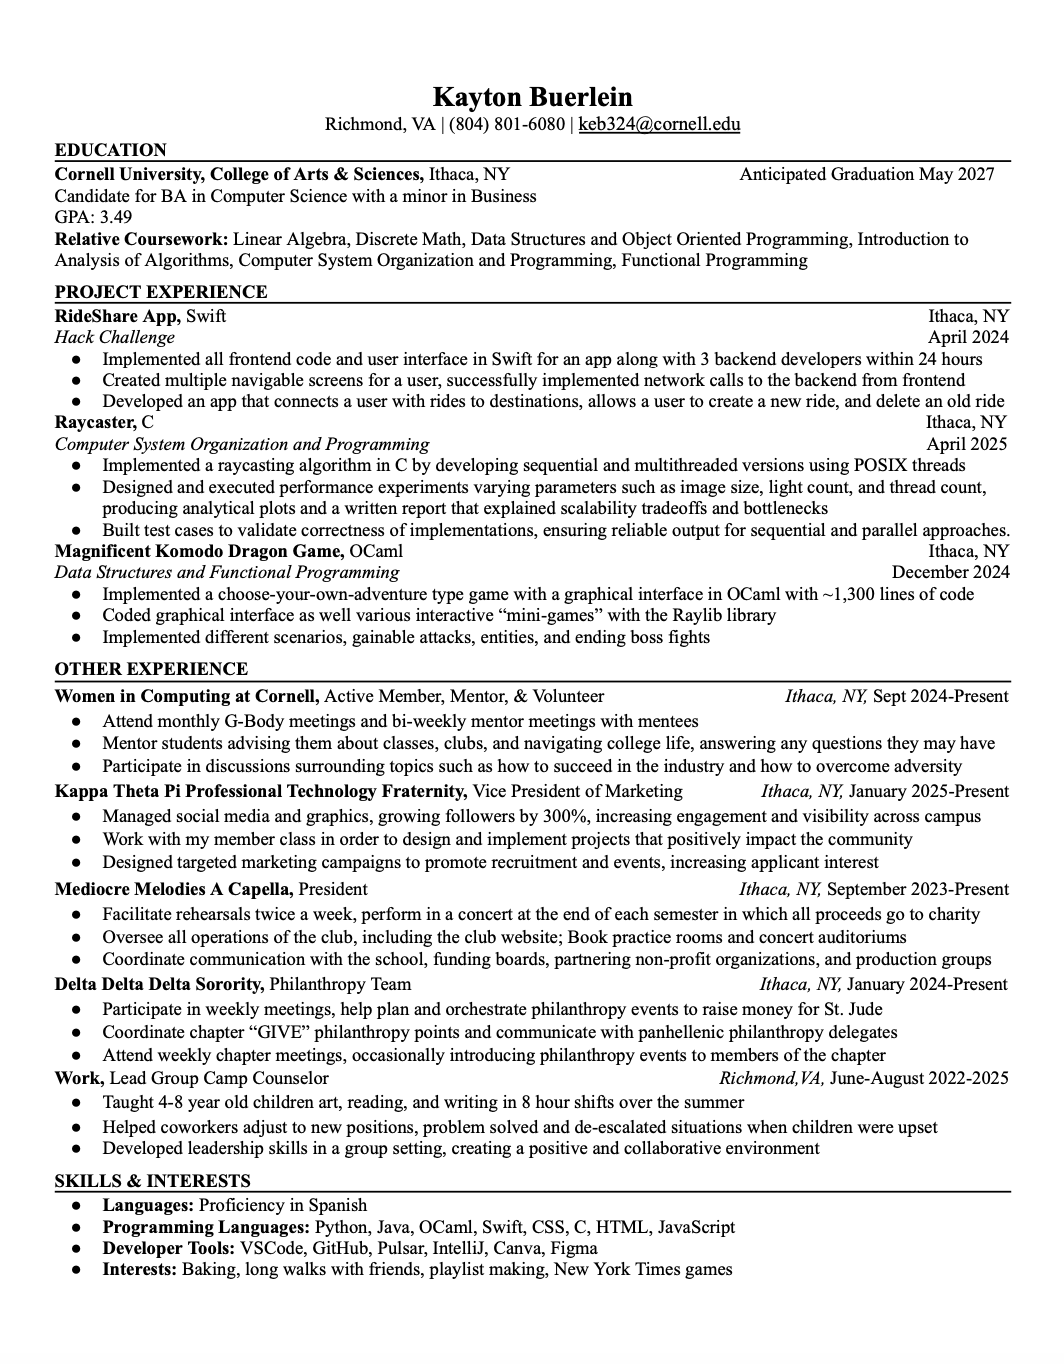 Kayton Buerlein
Richmond, VA | (804) 801-6080 | keb324@cornell.edu
EDUCATION
Cornell University, College of Arts & Sciences, Ithaca, NY Anticipated Graduation May 2027
Candidate for BA in Computer Science with a minor in Business
GPA: 3.49
Relative Coursework: Linear Algebra, Discrete Math, Data Structures and Object Oriented Programming, Introduction to
Analysis of Algorithms, Computer System Organization and Programming, Functional Programming
PROJECT EXPERIENCE
RideShare App, Swift Ithaca, NY
Hack Challenge April 2024
● Implemented all frontend code and user interface in Swift for an app along with 3 backend developers within 24 hours
● Created multiple navigable screens for a user, successfully implemented network calls to the backend from frontend
● Developed an app that connects a user with rides to destinations, allows a user to create a new ride, and delete an old ride
Raycaster, C Ithaca, NY
Computer System Organization and Programming April 2025
● Implemented a raycasting algorithm in C by developing sequential and multithreaded versions using POSIX threads
● Designed and executed performance experiments varying parameters such as image size, light count, and thread count,
producing analytical plots and a written report that explained scalability tradeoffs and bottlenecks
● Built test cases to validate correctness of implementations, ensuring reliable output for sequential and parallel approaches.
Magnificent Komodo Dragon Game, OCaml Ithaca, NY
Data Structures and Functional Programming December 2024
● Implemented a choose-your-own-adventure type game with a graphical interface in OCaml with ~1,300 lines of code
● Coded graphical interface as well various interactive “mini-games” with the Raylib library
● Implemented different scenarios, gainable attacks, entities, and ending boss fights
OTHER EXPERIENCE
Women in Computing at Cornell, Active Member, Mentor, & Volunteer Ithaca, NY, Sept 2024-Present
● Attend monthly G-Body meetings and bi-weekly mentor meetings with mentees
● Mentor students advising them about classes, clubs, and navigating college life, answering any questions they may have
● Participate in discussions surrounding topics such as how to succeed in the industry and how to overcome adversity
Kappa Theta Pi Professional Technology Fraternity, Vice President of Marketing Ithaca, NY, January 2025-Present
● Managed social media and graphics, growing followers by 300%, increasing engagement and visibility across campus
● Work with my member class in order to design and implement projects that positively impact the community
● Designed targeted marketing campaigns to promote recruitment and events, increasing applicant interest
Mediocre Melodies A Capella, President Ithaca, NY, September 2023-Present
● Facilitate rehearsals twice a week, perform in a concert at the end of each semester in which all proceeds go to charity
● Oversee all operations of the club, including the club website; Book practice rooms and concert auditoriums
● Coordinate communication with the school, funding boards, partnering non-profit organizations, and production groups
Delta Delta Delta Sorority, Philanthropy Team Ithaca, NY, January 2024-Present
● Participate in weekly meetings, help plan and orchestrate philanthropy events to raise money for St. Jude
● Coordinate chapter “GIVE” philanthropy points and communicate with panhellenic philanthropy delegates
● Attend weekly chapter meetings, occasionally introducing philanthropy events to members of the chapter
Work, Lead Group Camp Counselor Richmond,VA, June-August 2022-2025
● Taught 4-8 year old children art, reading, and writing in 8 hour shifts over the summer
● Helped coworkers adjust to new positions, problem solved and de-escalated situations when children were upset
● Developed leadership skills in a group setting, creating a positive and collaborative environment
SKILLS & INTERESTS
● Languages: Proficiency in Spanish
● Programming Languages: Python, Java, OCaml, Swift, CSS, C, HTML, JavaScript
● Developer Tools: VSCode, GitHub, Pulsar, IntelliJ, Canva, Figma
● Interests: Baking, long walks with friends, playlist making, New York Times games